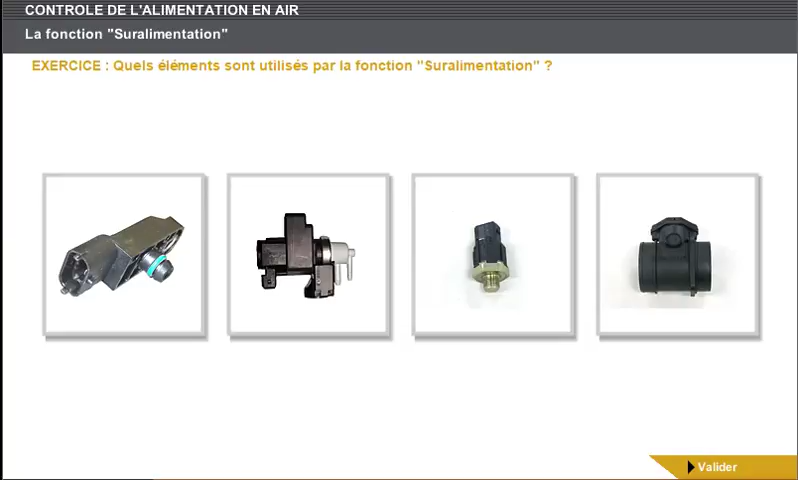 CONTROLE DE L'ALIMENTATION EN AIR
La fonction "Suralimentation"
EXERCICE : Quels éléments sont utilisés par la fonction "Suralimentation" ?
Valider